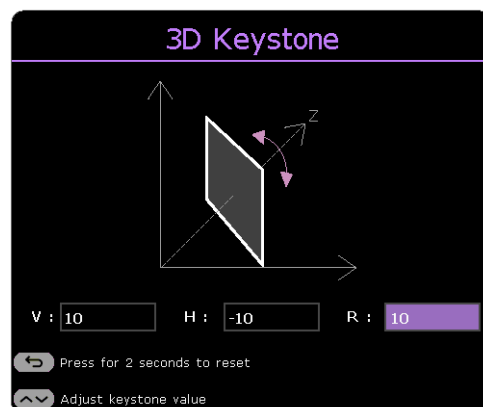 3D Keystone
Z
V : 10 H : -10 R : 10
Press for 2 seconds to reset
Adjust keystone value